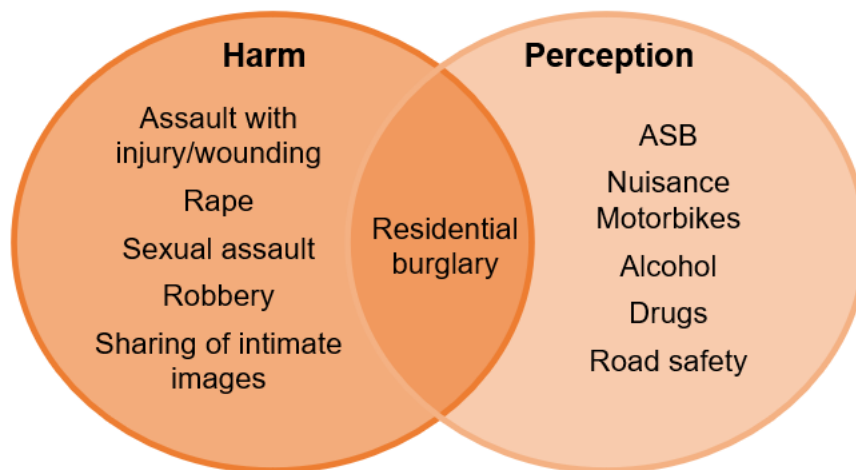 Harm
Assault with
injury/wounding
Rape
Sexual assault
Robbery
Sharing of intimate
images
Residential
burglary
Perception
ASB
Nuisance
Motorbikes
Alcohol
Drugs
Road safety